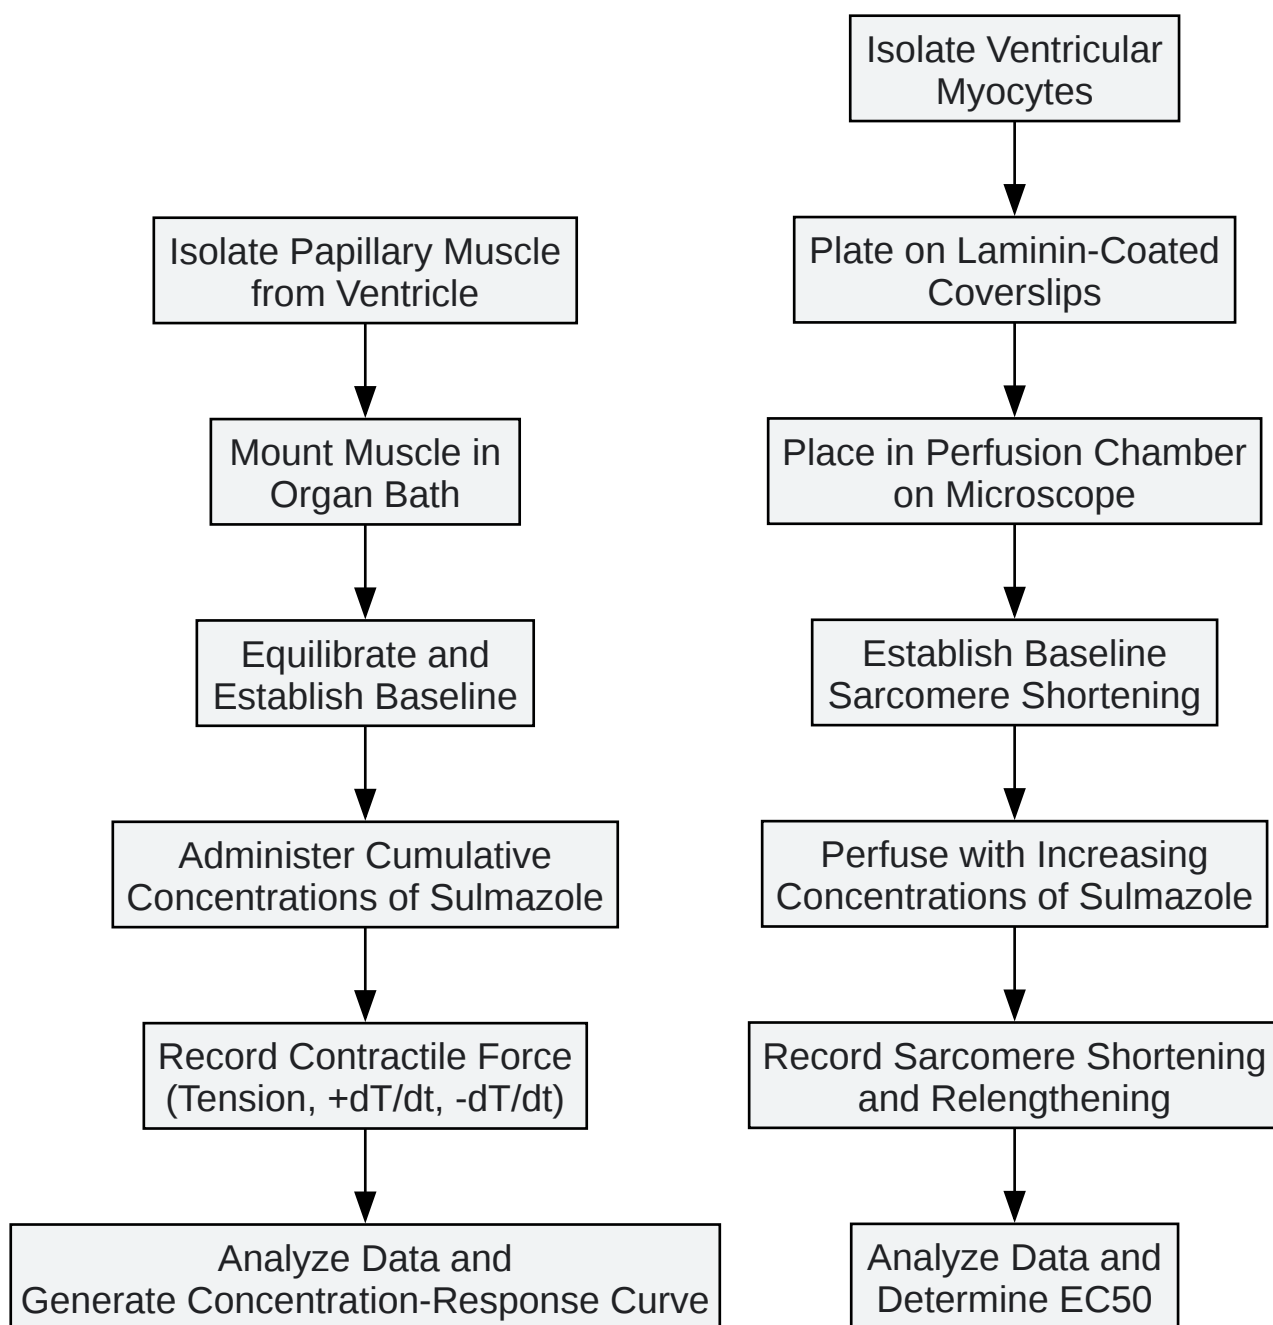 Isolate Papillary Muscle
from Ventricle
Mount Muscle in
Organ Bath
Equilibrate and
Establish Baseline
Administer Cumulative
Concentrations of Sulmazole
Record Contractile Force
(Tension, +dT/dt, -dT/dt)
Analyze Data and
Generate Concentration-Response Curve
Isolate Ventricular
Myocytes
Plate on Laminin-Coated
Coverslips
Place in Perfusion Chamber
on Microscope
Establish Baseline
Sarcomere Shortening
Perfuse with Increasing
Concentrations of Sulmazole
Record Sarcomere Shortening
and Relengthening
Analyze Data and
Determine EC50